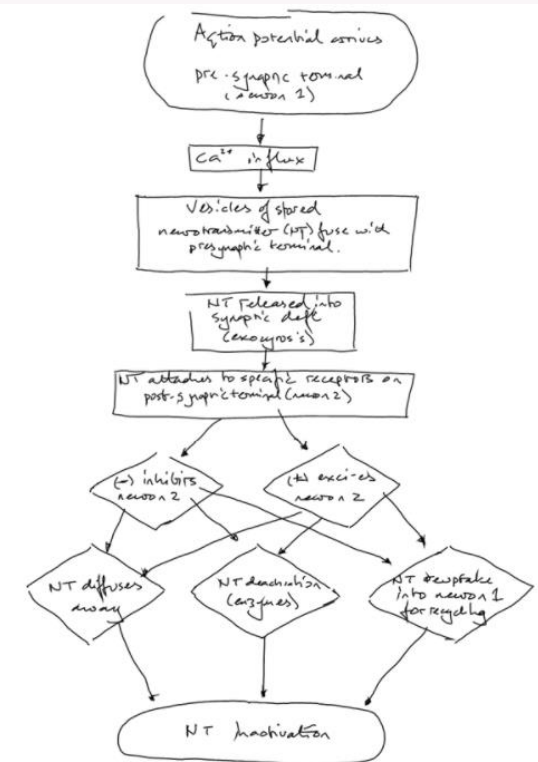 Action potential arrives
pre-synaptic terminal
(neuron 1)
Ca²⁺ influx
Vesicles of stored
neurotransmitter (NT) fuse with
presynaptic terminal.
NT released into
synaptic cleft
(exocytosis)
NT attaches to specific receptors on
post-synaptic terminal (neuron 2)
(-) inhibits
neuron 2
(+) excites
neuron 2
NT diffuses
away
NT deactivation
(enzymes)
NT reuptake
into neuron 1
for recycling
NT Inactivation